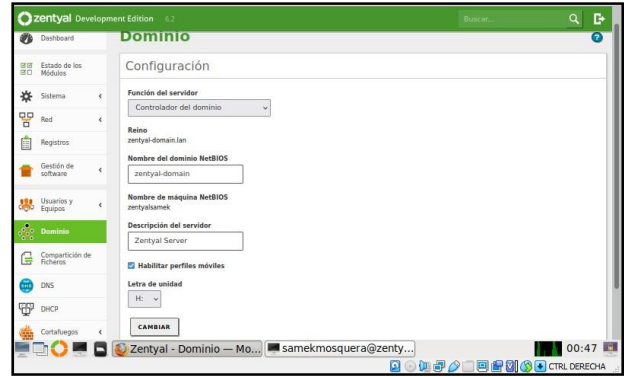 zentyal Development Edition 6.2
Buscar...
Dashboard
Estado de los
Módulos
Sistema
Red
Registros
Gestión de
software
Usuarios y
Equipos
Dominio
Compartición de
Ficheros
DNS
DHCP
Cortafuegos
Dominio
Configuración
Función del servidor
Controlador del dominio
Reino
zentyal-domain.lan
Nombre del dominio NetBIOS
zentyal-domain
Nombre de máquina NetBIOS
zentyalsamek
Descripción del servidor
Zentyal Server
Habilitar perfiles móviles
Letra de unidad
H:
CAMBIAR
Zentyal - Dominio — Mo...
samekmosquera@zenty...
00:47
CTRL DERECHA